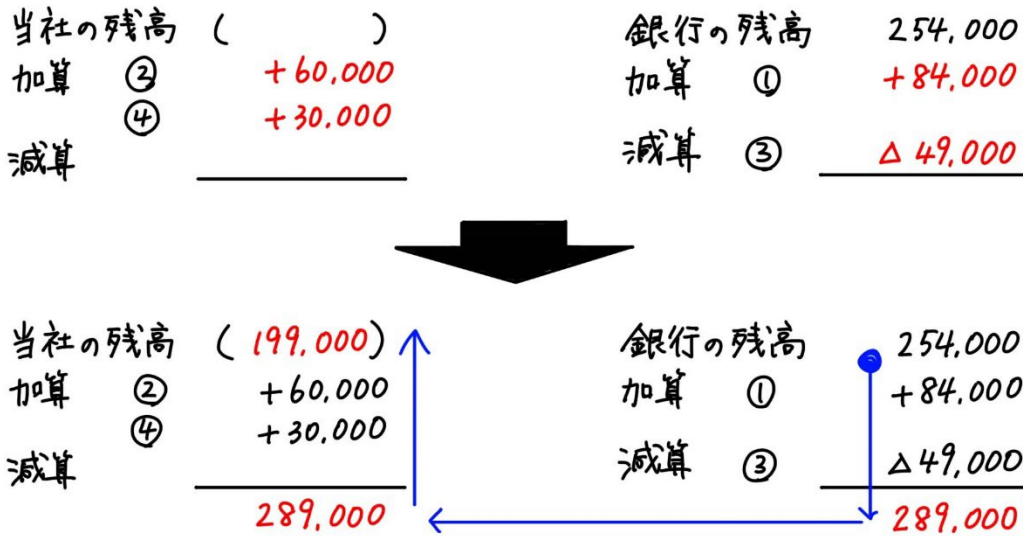 当社の残高 ( )
加算 ② +60,000
④ +30,000
減算
銀行の残高 254,000
加算 ① +84,000
減算 ③ △49,000
当社の残高 (199,000)
加算 ② +60,000
④ +30,000
減算
289,000
銀行の残高 254,000
加算 ① +84,000
減算 ③ △49,000
289,000